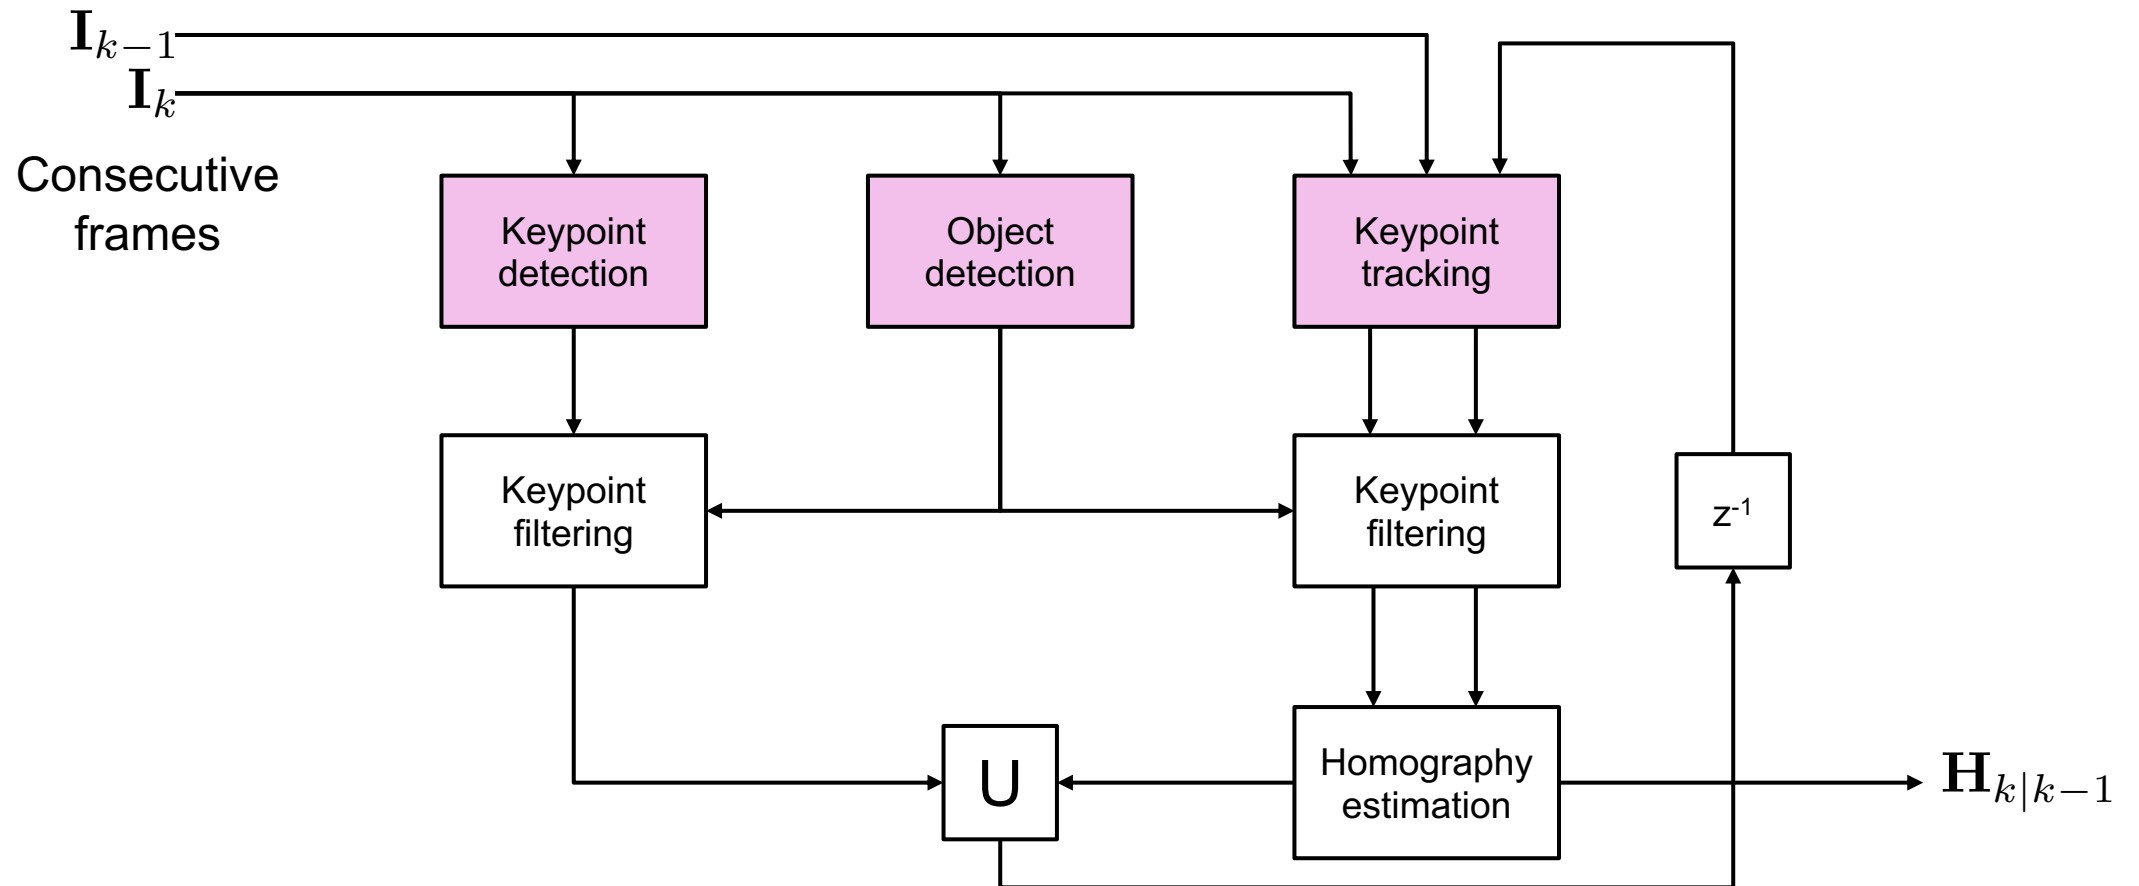 I_{k-1}
I_k
Consecutive
frames
Keypoint
detection
Object
detection
Keypoint
tracking
Keypoint
filtering
Keypoint
filtering
z⁻¹
U
Homography
estimation
H_{k|k-1}